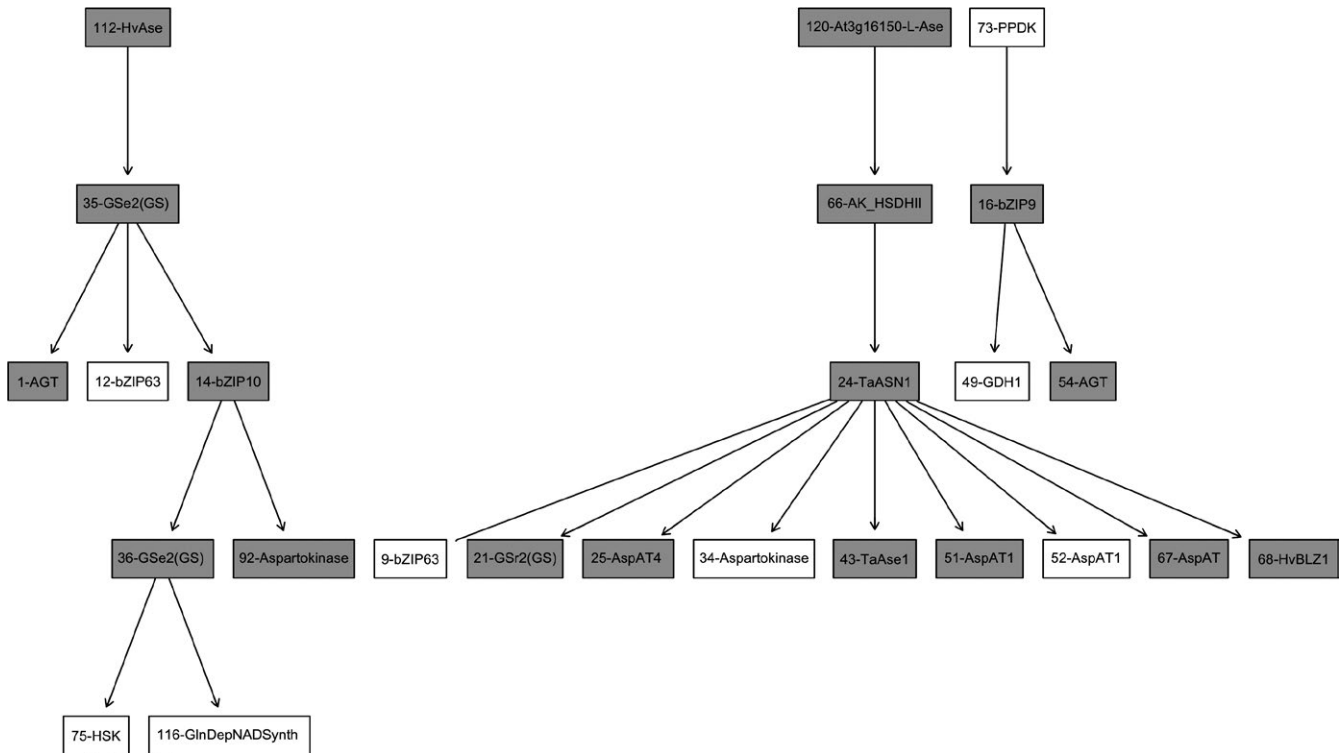 112-HvAse
120-At3g16150-L-Ase
73-PPDK
35-GSe2(GS)
66-AK_HSDHII
16-bZIP9
1-AGT
12-bZIP63
14-bZIP10
24-TaASN1
49-GDH1
54-AGT
36-GSe2(GS)
92-Aspartokinase
9-bZIP63
21-GSr2(GS)
25-AspAT4
34-Aspartokinase
43-TaAse1
51-AspAT1
52-AspAT1
67-AspAT
68-HvBLZ1
75-HSK
116-GlnDepNADSynth